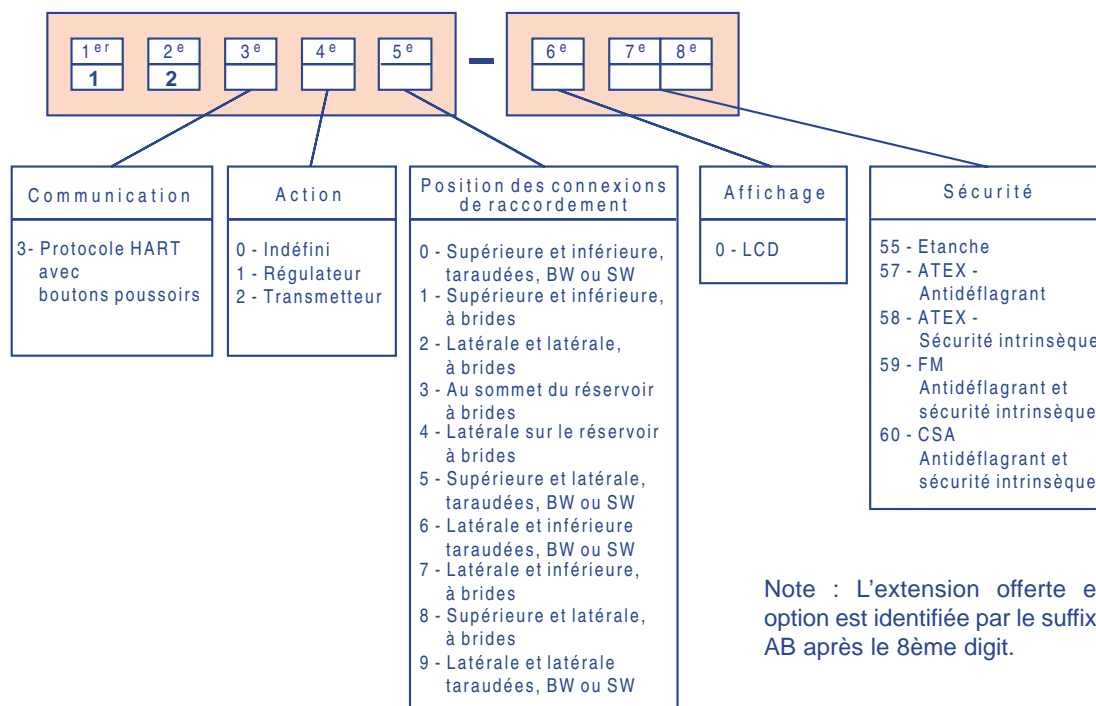 1er 2e 3e 4e 5e – 6e 7e 8e
1 2
Communication
3- Protocole HART
avec
boutons poussoirs
Action
0 - Indéfini
1 - Régulateur
2 - Transmetteur
Position des connexions
de raccordement
0 - Supérieure et inférieure,
taraudées, BW ou SW
1 - Supérieure et inférieure,
à brides
2 - Latérale et latérale,
à brides
3 - Au sommet du réservoir
à brides
4 - Latérale sur le réservoir
à brides
5 - Supérieure et latérale,
taraudées, BW ou SW
6 - Latérale et inférieure
taraudées, BW ou SW
7 - Latérale et inférieure,
à brides
8 - Supérieure et latérale,
à brides
9 - Latérale et latérale
taraudées, BW ou SW
Affichage
0 - LCD
Sécurité
55 - Etanche
57 - ATEX -
Antidéflagrant
58 - ATEX -
Sécurité intrinsèque
59 - FM
Antidéflagrant et
sécurité intrinsèque
60 - CSA
Antidéflagrant et
sécurité intrinsèque
Note : L'extension offerte e
option est identifiée par le suffix
AB après le 8ème digit.